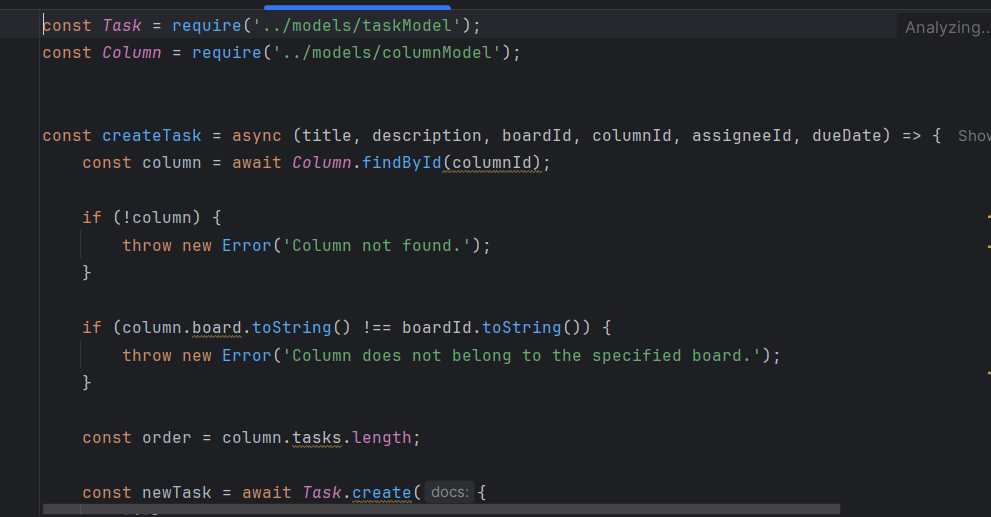 const Task = require('../models/taskModel');
Analyzing..
const Column = require('../models/columnModel');
const createTask = async (title, description, boardId, columnId, assigneeId, dueDate) => {
    const column = await Column.findById(columnId);
    if (!column) {
        throw new Error('Column not found.');
    }
    if (column.board.toString() !== boardId.toString()) {
        throw new Error('Column does not belong to the specified board.');
    }
    const order = column.tasks.length;
    const newTask = await Task.create( docs: {